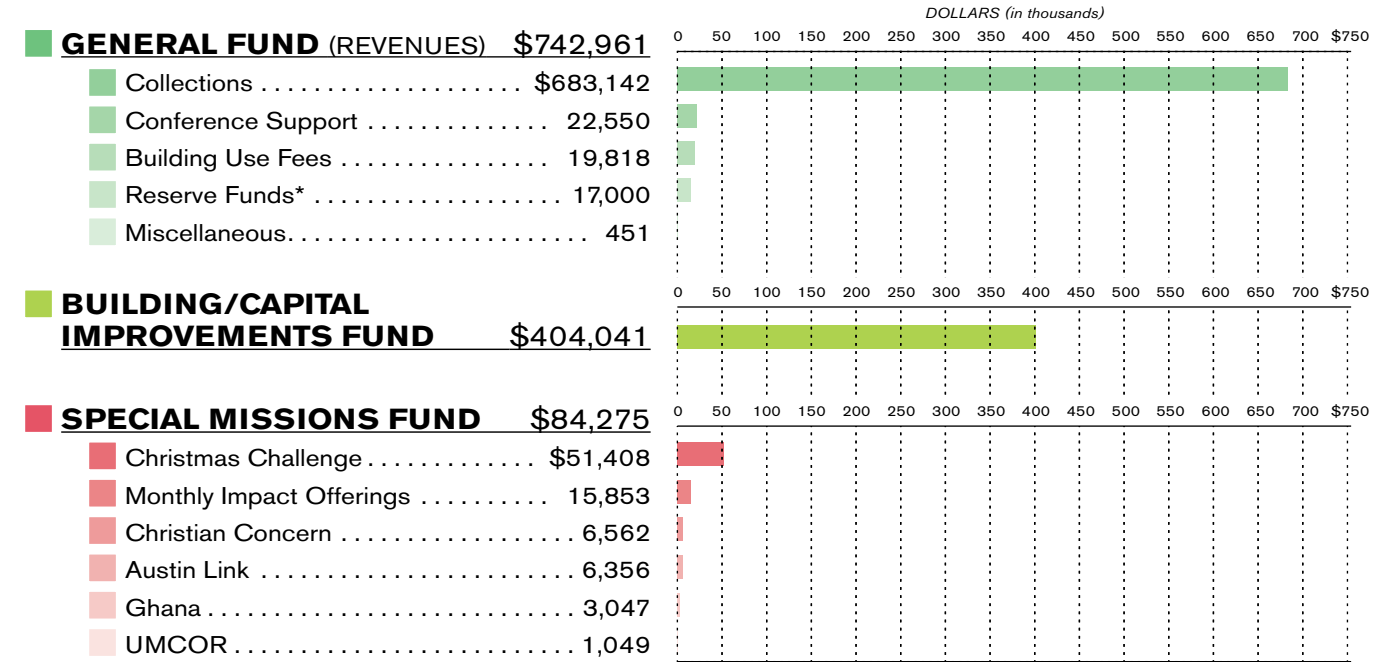 DOLLARS (in thousands)
GENERAL FUND (REVENUES) $742,961
0 50 100 150 200 250 300 350 400 450 500 550 600 650 700 $750
Collections . . . . . . . . . . . . . . . . . . . . $683,142
Conference Support . . . . . . . . . . . . . . 22,550
Building Use Fees . . . . . . . . . . . . . . . . 19,818
Reserve Funds* . . . . . . . . . . . . . . . . . . . 17,000
Miscellaneous. . . . . . . . . . . . . . . . . . . . . . . 451
BUILDING/CAPITAL
0 50 100 150 200 250 300 350 400 450 500 550 600 650 700 $750
IMPROVEMENTS FUND $404,041
SPECIAL MISSIONS FUND $84,275
0 50 100 150 200 250 300 350 400 450 500 550 600 650 700 $750
Christmas Challenge . . . . . . . . . . . . . $51,408
Monthly Impact Offerings . . . . . . . . . . 15,853
Christian Concern . . . . . . . . . . . . . . . . . . 6,562
Austin Link . . . . . . . . . . . . . . . . . . . . . . . . 6,356
Ghana . . . . . . . . . . . . . . . . . . . . . . . . . . . . 3,047
UMCOR . . . . . . . . . . . . . . . . . . . . . . . . . . 1,049